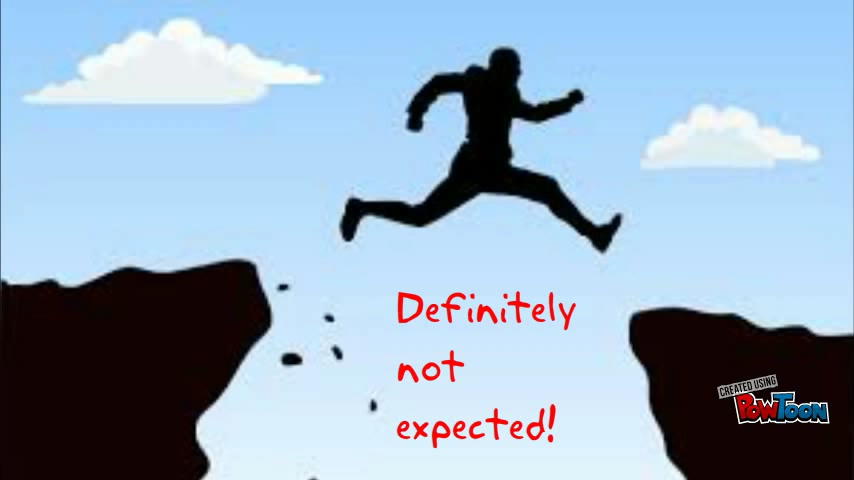 Definitely
not
expected!
CREATED USING
POWTOON